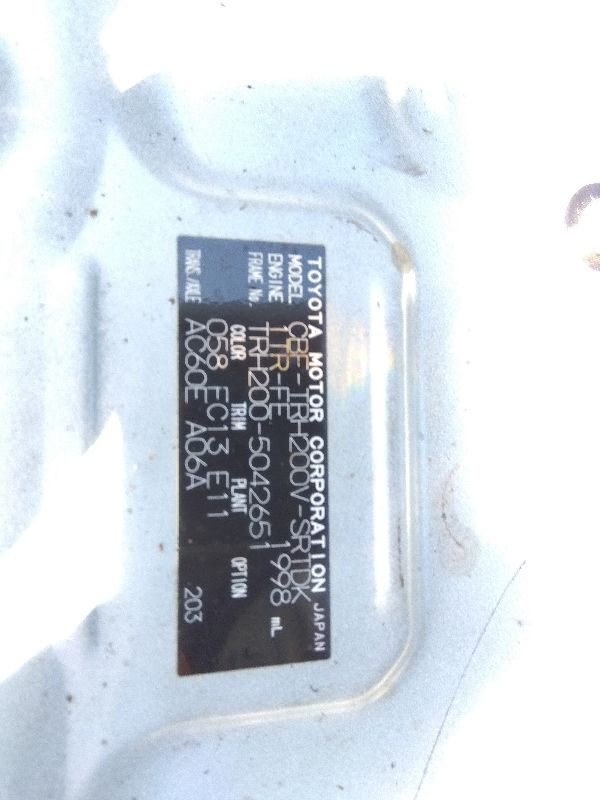 TOYOTA MOTOR CORPORATION JAPAN
MODEL CBF-TRH200V-SRTDK
ENGINE 1TR-FE 1998 mL
FRAME No. TRH200-5042651
COLOR TRIM PLANT OPTION
058 FC13 E11
TRANS./AXLE AC60E A06A 203